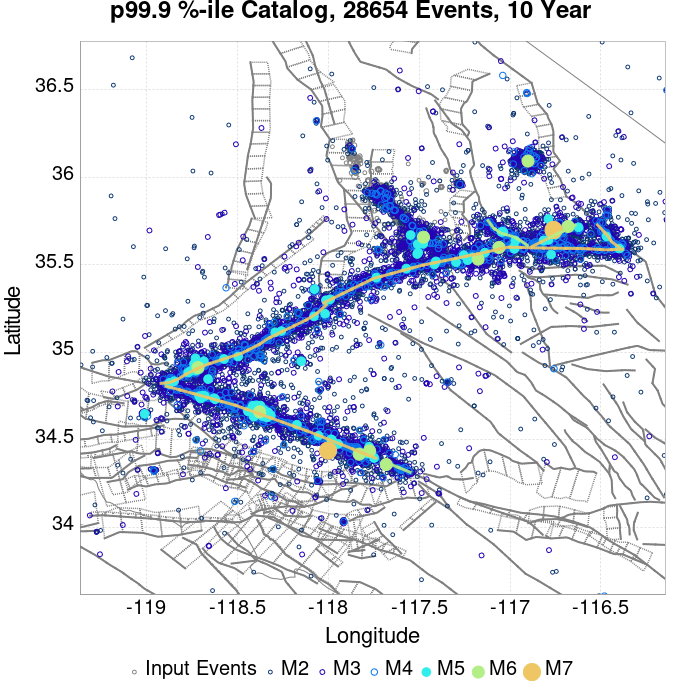 p99.9 %-ile Catalog, 28654 Events, 10 Year
36.5
36
35.5
35
34.5
34
Latitude
-119 -118.5 -118 -117.5 -117 -116.5
Longitude
Input Events M2 M3 M4 M5 M6 M7